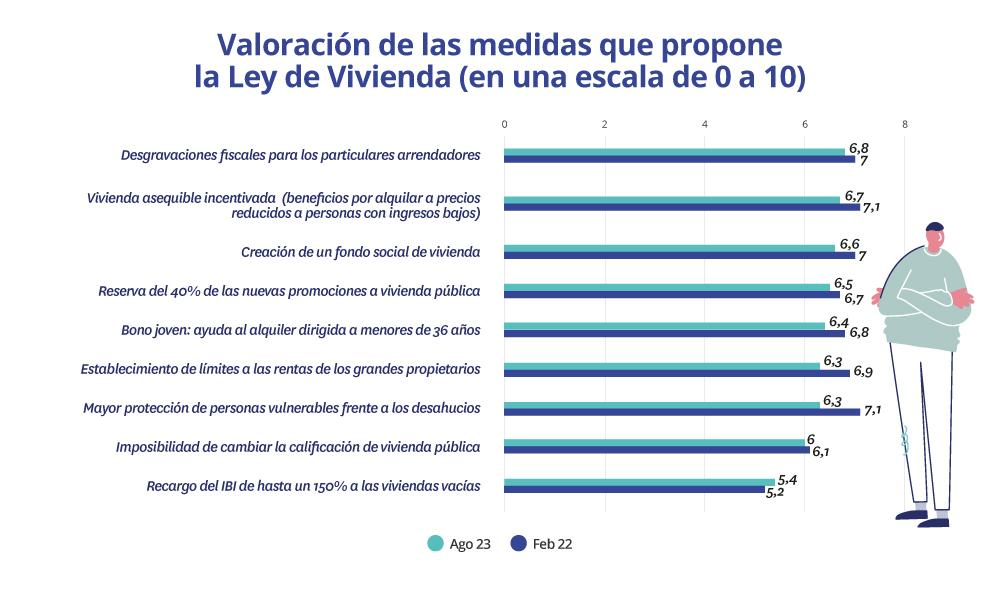 Valoración de las medidas que propone
la Ley de Vivienda (en una escala de 0 a 10)
0 2 4 6 8
Desgravaciones fiscales para los particulares arrendadores
6,8
7
Vivienda asequible incentivada (beneficios por alquilar a precios
reducidos a personas con ingresos bajos)
6,7
7,1
Creación de un fondo social de vivienda
6,6
7
Reserva del 40% de las nuevas promociones a vivienda pública
6,5
6,7
Bono joven: ayuda al alquiler dirigida a menores de 36 años
6,4
6,8
Establecimiento de límites a las rentas de los grandes propietarios
6,3
6,9
Mayor protección de personas vulnerables frente a los desahucios
6,3
7,1
Imposibilidad de cambiar la calificación de vivienda pública
6
6,1
Recargo del IBI de hasta un 150% a las viviendas vacías
5,4
5,2
Ago 23 Feb 22